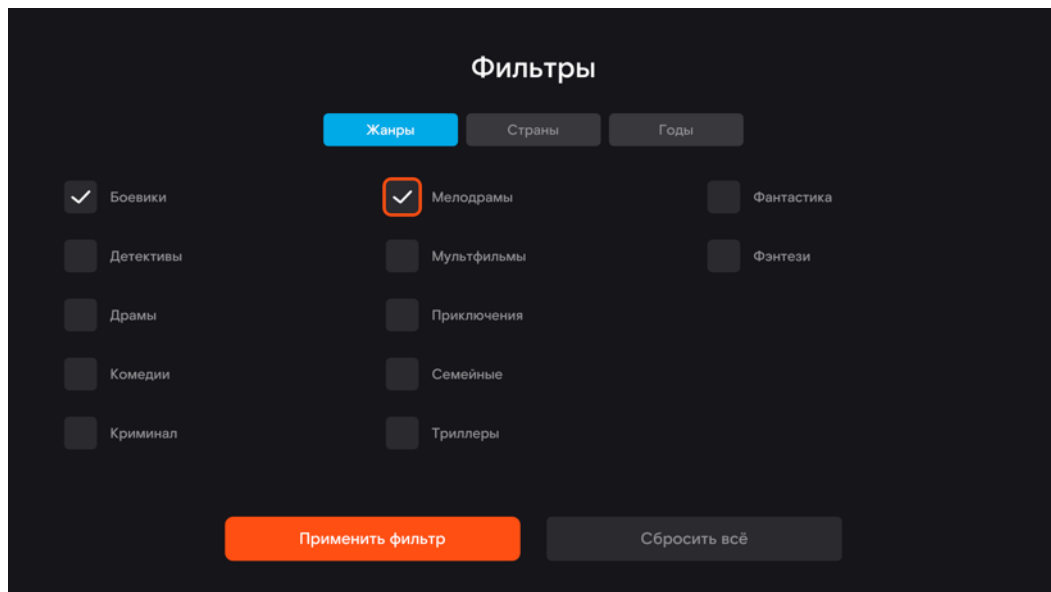 Фильтры
Жанры Страны Годы
Боевики Мелодрамы Фантастика
Детективы Мультфильмы Фэнтези
Драмы Приключения
Комедии Семейные
Криминал Триллеры
Применить фильтр Сбросить всё